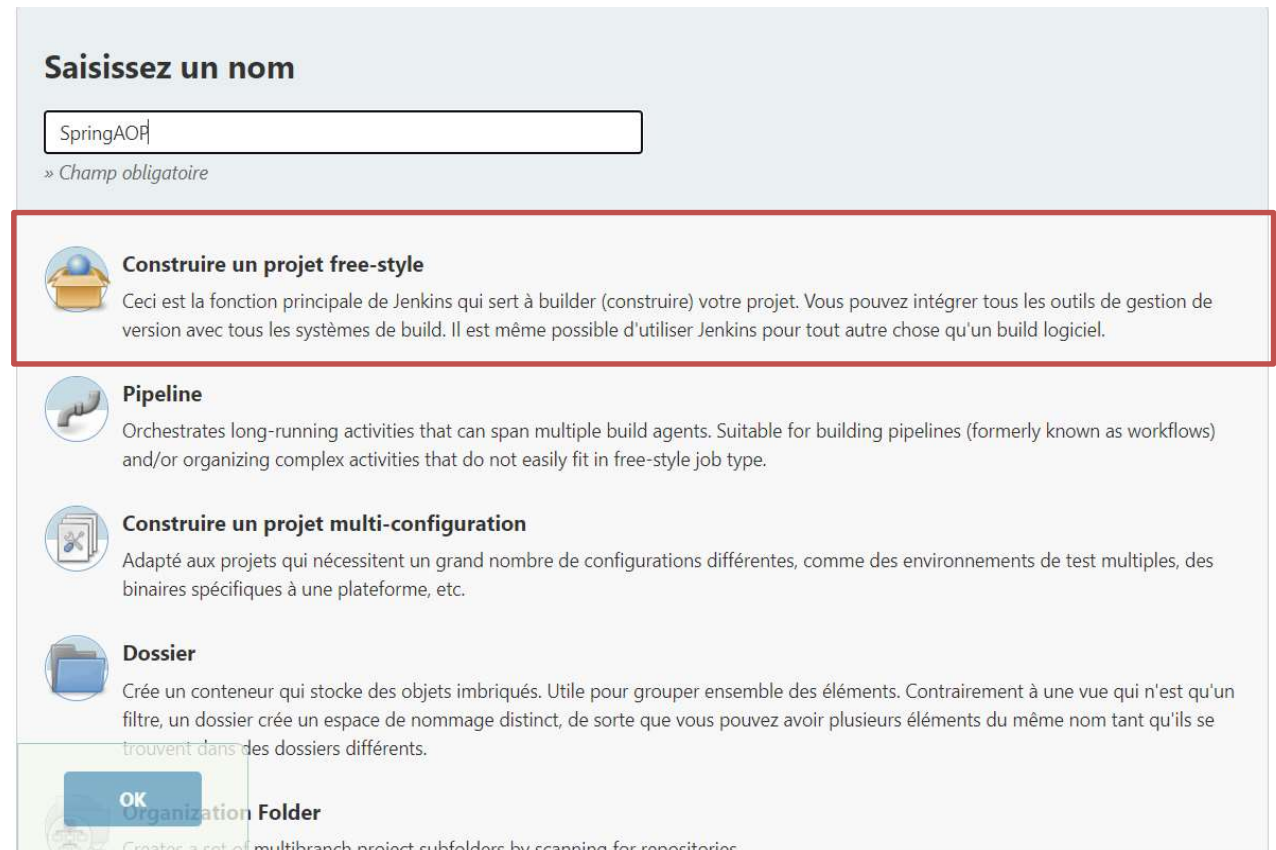 Saisissez un nom
SpringAOP
» Champ obligatoire
Construire un projet free-style
Ceci est la fonction principale de Jenkins qui sert à builder (construire) votre projet. Vous pouvez intégrer tous les outils de gestion de
version avec tous les systèmes de build. Il est même possible d'utiliser Jenkins pour tout autre chose qu'un build logiciel.
Pipeline
Orchestrates long-running activities that can span multiple build agents. Suitable for building pipelines (formerly known as workflows)
and/or organizing complex activities that do not easily fit in free-style job type.
Construire un projet multi-configuration
Adapté aux projets qui nécessitent un grand nombre de configurations différentes, comme des environnements de test multiples, des
binaires spécifiques à une plateforme, etc.
Dossier
Crée un conteneur qui stocke des objets imbriqués. Utile pour grouper ensemble des éléments. Contrairement à une vue qui n'est qu'un
filtre, un dossier crée un espace de nommage distinct, de sorte que vous pouvez avoir plusieurs éléments du même nom tant qu'ils se
trouvent dans des dossiers différents.
OK
Organization Folder
Creates a set of multibranch project subfolders by scanning for repositories.